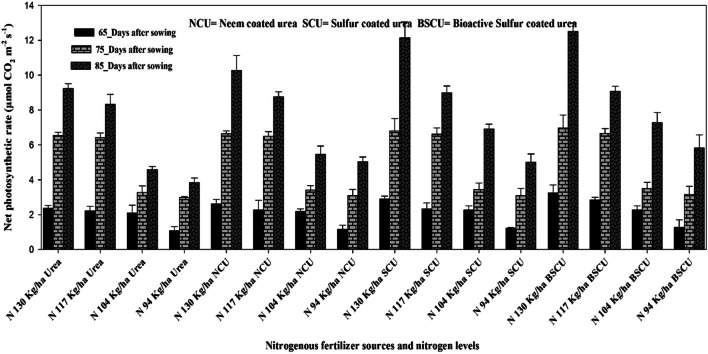 NCU= Neem coated urea SCU= Sulfur coated urea BSCU= Bioactive Sulfur coated urea
65_Days after sowing
75_Days after sowing
85_Days after sowing
Net photosynthetic rate (µmol CO₂ m⁻² s⁻¹)
14
12
10
8
6
4
2
0
N 130 Kg/ha Urea
N 117 Kg/ha Urea
N 104 Kg/ha Urea
N 94 Kg/ha Urea
N 130 Kg/ha NCU
N 117 Kg/ha NCU
N 104 Kg/ha NCU
N 94 Kg/ha NCU
N 130 Kg/ha SCU
N 117 Kg/ha SCU
N 104 Kg/ha SCU
N 94 Kg/ha SCU
N 130 Kg/ha BSCU
N 117 Kg/ha BSCU
N 104 Kg/ha BSCU
N 94 Kg/ha BSCU
Nitrogenous fertilizer sources and nitrogen levels